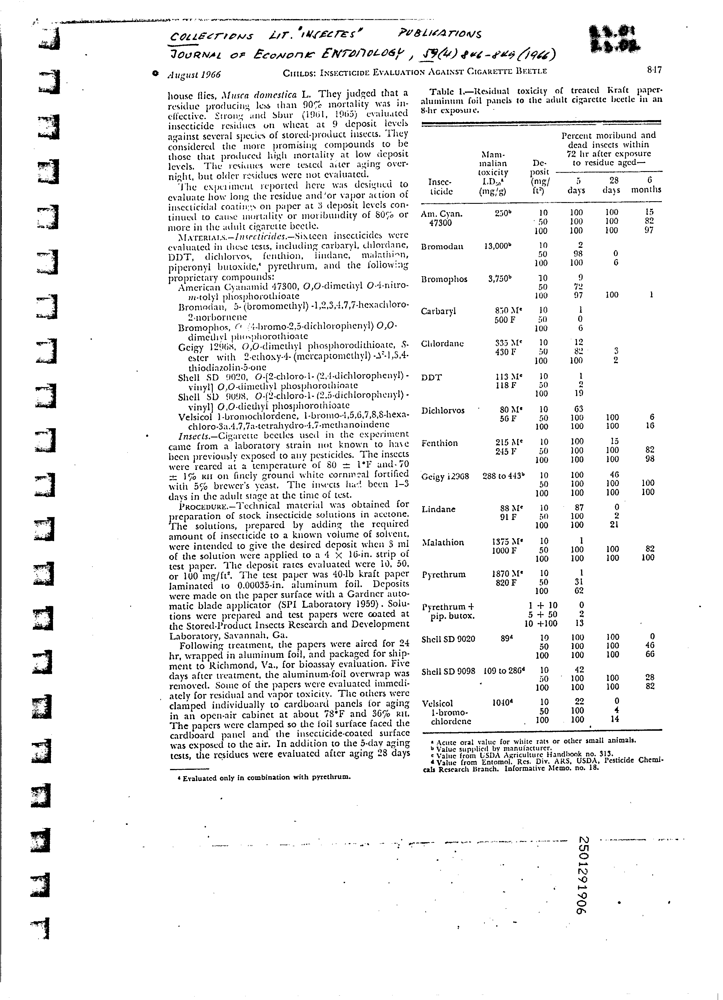 COLLECTIONS LIT. "INSECTES" PUBLICATIONS
JOURNAL OF ECONOMIC ENTOMOLOGY, 59(4) 846-849 (1966)
August 1966 CHILDS: INSECTICIDE EVALUATION AGAINST CIGARETTE BEETLE 847
house flies, Musca domestica L. They judged that a
residue producing less than 90% mortality was in-
effective. Strong and Sbur (1961, 1965) evaluated
insecticide residues on wheat at 9 deposit levels
against several species of stored-product insects. They
considered the more promising compounds to be
those that produced high mortality at low deposit
levels. The residues were tested after aging over-
night, but older residues were not evaluated.
The experiment reported here was designed to
evaluate how long the residue and/or vapor action of
insecticidal coatings on paper at 3 deposit levels con-
tinued to cause mortality or moribundity of 80% or
more in the adult cigarette beetle.
MATERIALS.—Insecticides.—Sixteen insecticides were
evaluated in these tests, including carbaryl, chlordane,
DDT, dichlorvos, fenthion, lindane, malathion,
piperonyl butoxide,⁴ pyrethrum, and the following
proprietary compounds:
American Cyanamid 47300, O,O-dimethyl O-4-nitro-
m-tolyl phosphorothioate
Bromodan, 5-(bromomethyl)-1,2,3,4,7,7-hexachloro-
2-norbornene
Bromophos, (4-bromo-2,5-dichlorophenyl) O,O-
dimethyl phosphorothioate
Geigy 12968, O,O-dimethyl phosphorodithioate, S-
ester with 2-ethoxy-4-(mercaptomethyl)-Δ²-1,3,4-
thiodiazolin-5-one
Shell SD 9020, O-[2-chloro-1-(2,4-dichlorophenyl)-
vinyl] O,O-dimethyl phosphorothioate
Shell SD 9098, O-[2-chloro-1-(2,5-dichlorophenyl)-
vinyl] O,O-diethyl phosphorothioate
Velsicol 1-bromochlordene, 1-bromo-4,5,6,7,8,8-hexa-
chloro-3a,4,7,7a-tetrahydro-4,7-methanoindene
Insects.—Cigarette beetles used in the experiment
came from a laboratory strain not known to have
been previously exposed to any pesticides. The insects
were reared at a temperature of 80 ± 1°F and 70
± 1% RH on finely ground white cornmeal fortified
with 5% brewer's yeast. The insects had been 1–3
days in the adult stage at the time of test.
PROCEDURE.—Technical material was obtained for
preparation of stock insecticide solutions in acetone.
The solutions, prepared by adding the required
amount of insecticide to a known volume of solvent,
were intended to give the desired deposit when 3 ml
of the solution were applied to a 4 × 16-in. strip of
test paper. The deposit rates evaluated were 10, 50,
or 100 mg/ft². The test paper was 40-lb kraft paper
laminated to 0.00035-in. aluminum foil. Deposits
were made on the paper surface with a Gardner auto-
matic blade applicator (SPI Laboratory 1959). Solu-
tions were prepared and test papers were coated at
the Stored-Product Insects Research and Development
Laboratory, Savannah, Ga.
Following treatment, the papers were aired for 24
hr, wrapped in aluminum foil, and packaged for ship-
ment to Richmond, Va., for bioassay evaluation. Five
days after treatment, the aluminum-foil overwrap was
removed. Some of the papers were evaluated immedi-
ately for residual and vapor toxicity. The others were
clamped individually to cardboard panels for aging
in an open-air cabinet at about 78°F and 36% RH.
The papers were clamped so the foil surface faced the
cardboard panel and the insecticide-coated surface
was exposed to the air. In addition to the 5-day aging
tests, the residues were evaluated after aging 28 days
⁴ Evaluated only in combination with pyrethrum.
Table 1.—Residual toxicity of treated Kraft paper-
aluminum foil panels to the adult cigarette beetle in an
8-hr exposure.
Percent moribund and
dead insects within
72 hr after exposure
to residue aged—
Insec-ticide Mammalian toxicity LD₅₀ᵃ (mg/g) De-posit (mg/ft²) 5 days 28 days 6 months
Am. Cyan. 250ᵇ 10 100 100 15
47300 50 100 100 82
100 100 100 97
Bromodan 13,000ᵇ 10 2
50 98 0
100 100 6
Bromophos 3,750ᵇ 10 9
50 72
100 97 100 1
Carbaryl 850 Mᶜ 10 1
500 F 50 0
100 6
Chlordane 335 Mᶜ 10 12
430 F 50 82 3
100 100 2
DDT 113 Mᶜ 10 1
118 F 50 2
100 19
Dichlorvos 80 Mᶜ 10 63
56 F 50 100 100 6
100 100 100 16
Fenthion 215 Mᶜ 10 100 15
245 F 50 100 100 82
100 100 100 98
Geigy 12968 288 to 443ᵇ 10 100 46
50 100 100 100
100 100 100 100
Lindane 88 Mᶜ 10 87 0
91 F 50 100 2
100 100 21
Malathion 1375 Mᶜ 10 1
1000 F 50 100 100 82
100 100 100 100
Pyrethrum 1870 Mᶜ 10 1
820 F 50 31
100 62
Pyrethrum + 1 + 10 0
pip. butox. 5 + 50 2
10 +100 13
Shell SD 9020 89ᵈ 10 100 100 0
50 100 100 46
100 100 100 66
Shell SD 9098 109 to 286ᵈ 10 42
50 100 100 28
100 100 100 82
Velsicol 1040ᵈ 10 22 0
1-bromo- 50 100 4
chlordene 100 100 14
ᵃ Acute oral value for white rats or other small animals.
ᵇ Value supplied by manufacturer.
ᶜ Value from USDA Agriculture Handbook no. 313.
ᵈ Value from Entomol. Res. Div. ARS, USDA, Pesticide Chemi-
cals Research Branch. Informative Memo. no. 18.
2501291906